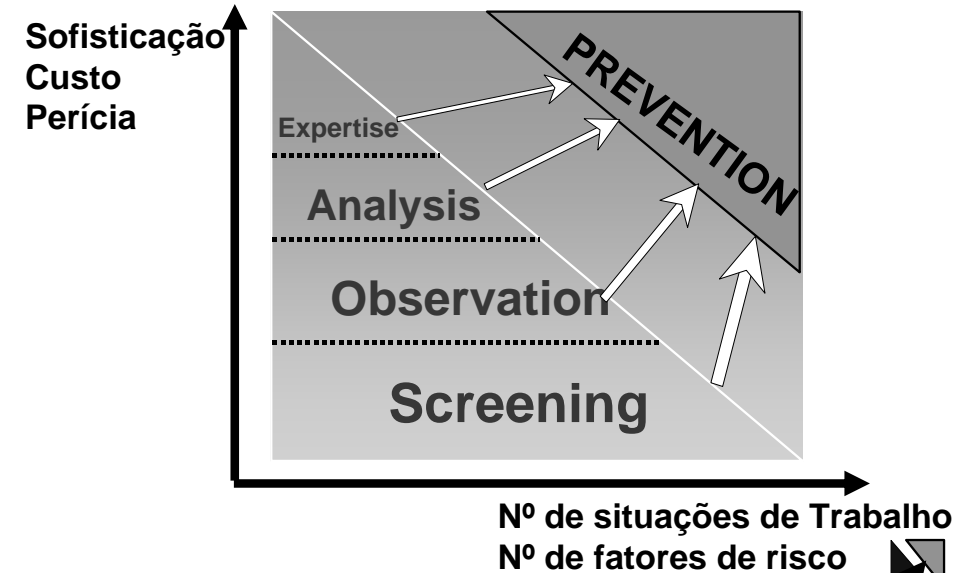 Sofisticação
Custo
Perícia
PREVENTION
Expertise
Analysis
Observation
Screening
Nº de situações de Trabalho
Nº de fatores de risco